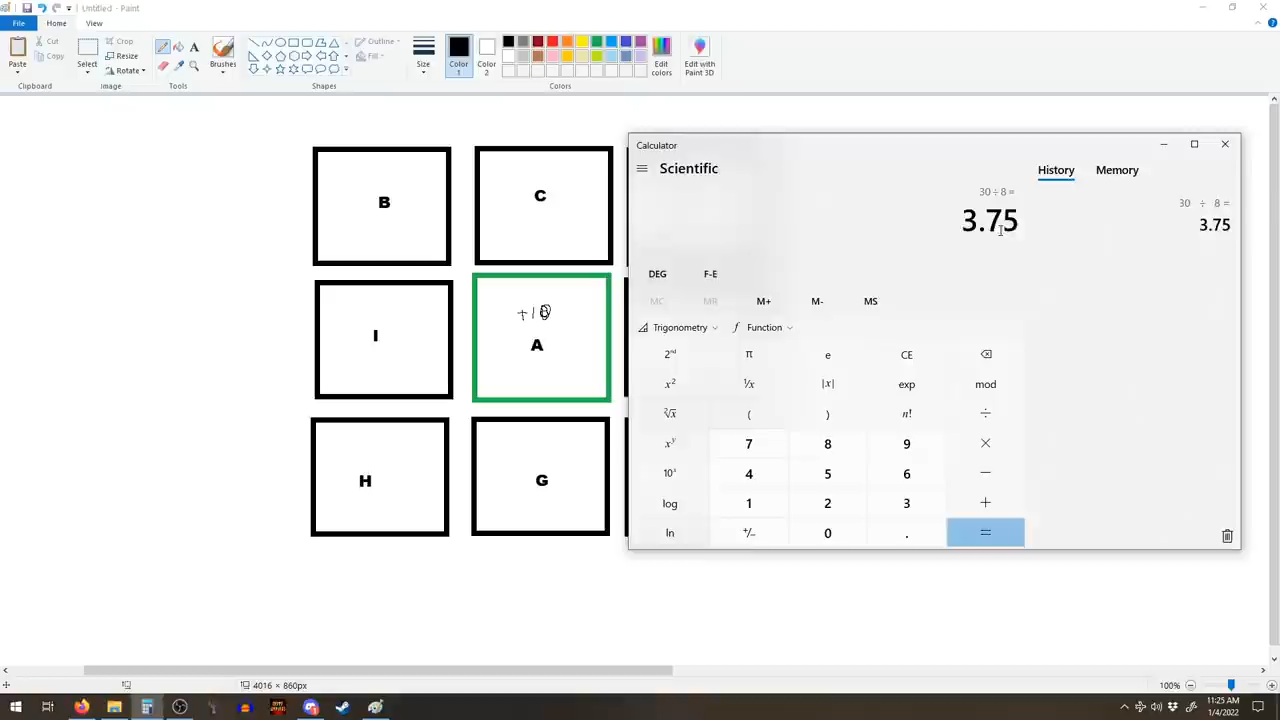 Untitled - Paint
File Home View
Paste Cut Copy
Clipboard
Select Crop Resize Rotate
Image
Tools
Brushes
Outline Fill
Shapes
Size
Color 1 Color 2
Edit colors
Edit with Paint 3D
Colors
B
C
I
+10
A
H
G
Calculator
Scientific
History Memory
30 ÷ 8 =
3.75
30 ÷ 8 =
3.75
DEG F-E
MC MR M+ M- MS
Trigonometry Function
2nd π e CE
x² ¹/x |x| exp mod
²√x ( ) n! ÷
xʸ 7 8 9 ×
10ˣ 4 5 6 −
log 1 2 3 +
ln +/− 0 . =
4016 × 860px
100%
11:25 AM
1/4/2022